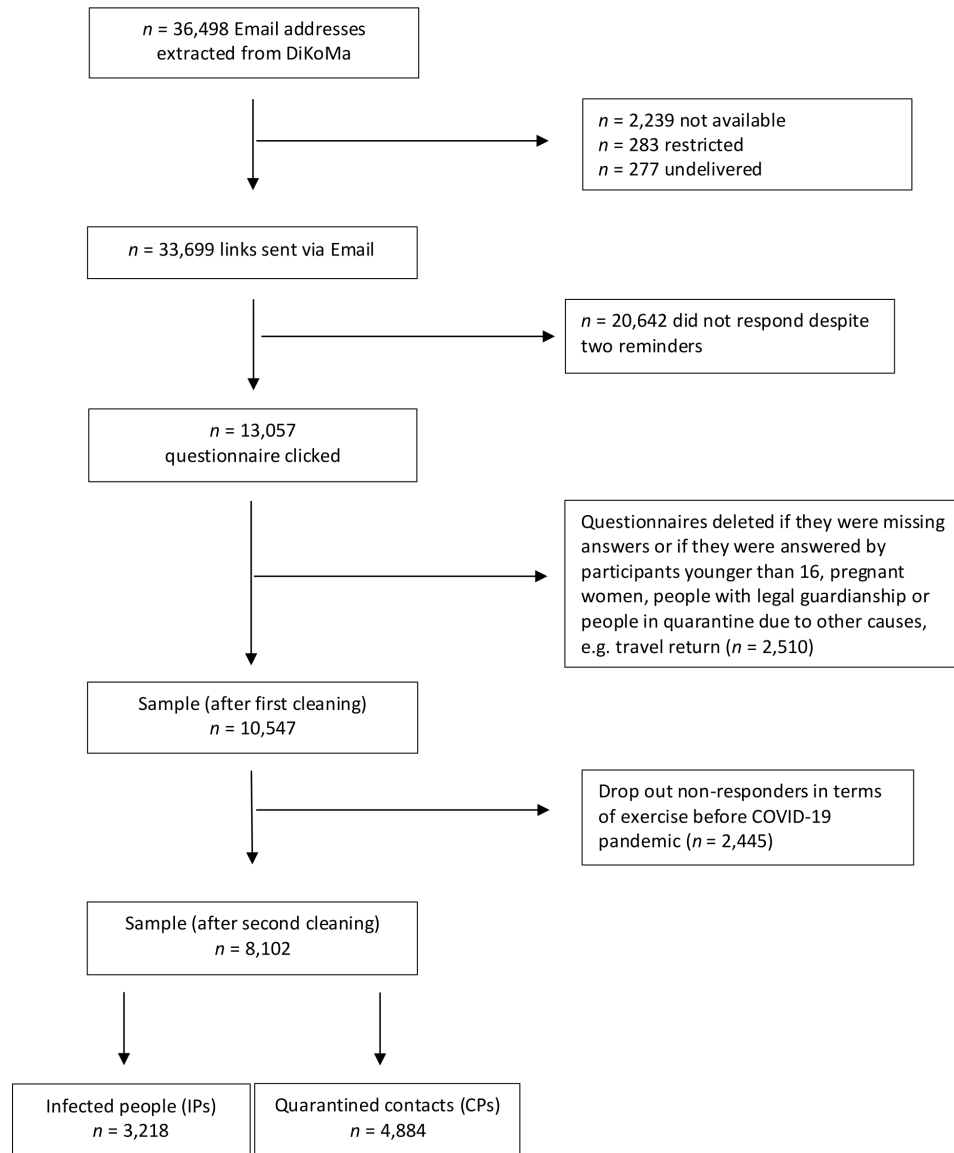 n = 36,498 Email addresses
extracted from DiKoMa
n = 2,239 not available
n = 283 restricted
n = 277 undelivered
n = 33,699 links sent via Email
n = 20,642 did not respond despite
two reminders
n = 13,057
questionnaire clicked
Questionnaires deleted if they were missing
answers or if they were answered by
participants younger than 16, pregnant
women, people with legal guardianship or
people in quarantine due to other causes,
e.g. travel return (n = 2,510)
Sample (after first cleaning)
n = 10,547
Drop out non-responders in terms
of exercise before COVID-19
pandemic (n = 2,445)
Sample (after second cleaning)
n = 8,102
Infected people (IPs)
n = 3,218
Quarantined contacts (CPs)
n = 4,884